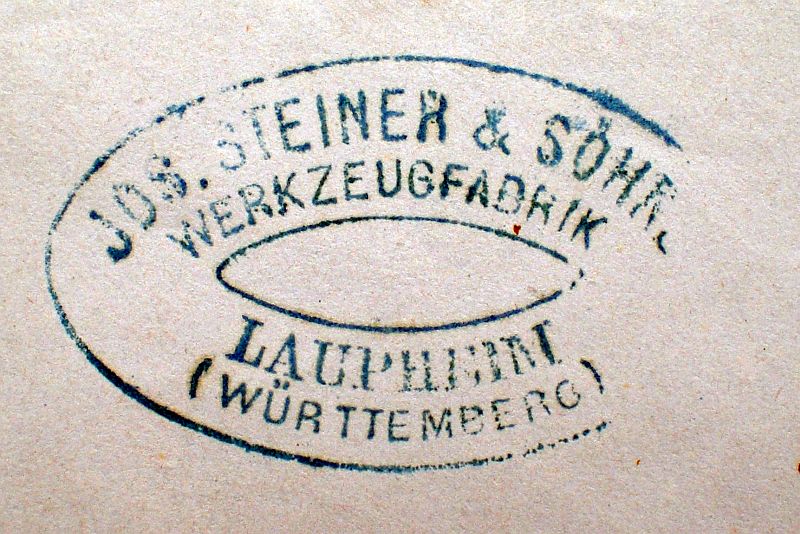 JOS. STEINER & SÖHNE
WERKZEUGFABRIK
LAUPHEIM
(WÜRTTEMBERG)